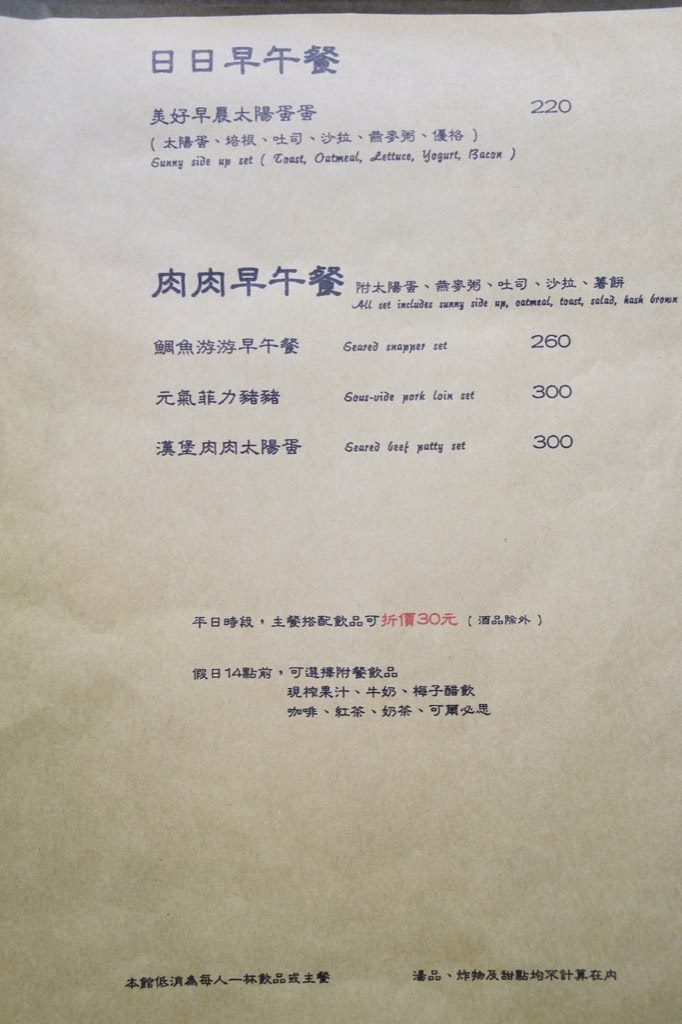 日日早午餐
美好早晨太陽蛋蛋 220
( 太陽蛋、培根、吐司、沙拉、燕麥粥、優格 )
Sunny side up set ( Toast, Oatmeal, Lettuce, Yogurt, Bacon )
肉肉早午餐 附太陽蛋、燕麥粥、吐司、沙拉、薯餅
All set includes sunny side up, oatmeal, toast, salad, hash brown
鯛魚游游早午餐 Seared snapper set 260
元氣菲力豬豬 Sous-vide pork loin set 300
漢堡肉肉太陽蛋 Seared beef patty set 300
平日時段，主餐搭配飲品可折價30元 ( 酒品除外 )
假日14點前，可選擇附餐飲品
現榨果汁、牛奶、梅子醋飲
咖啡、紅茶、奶茶、可爾必思
本館低消為每人一杯飲品或主餐 湯品、炸物及甜點均不計算在內